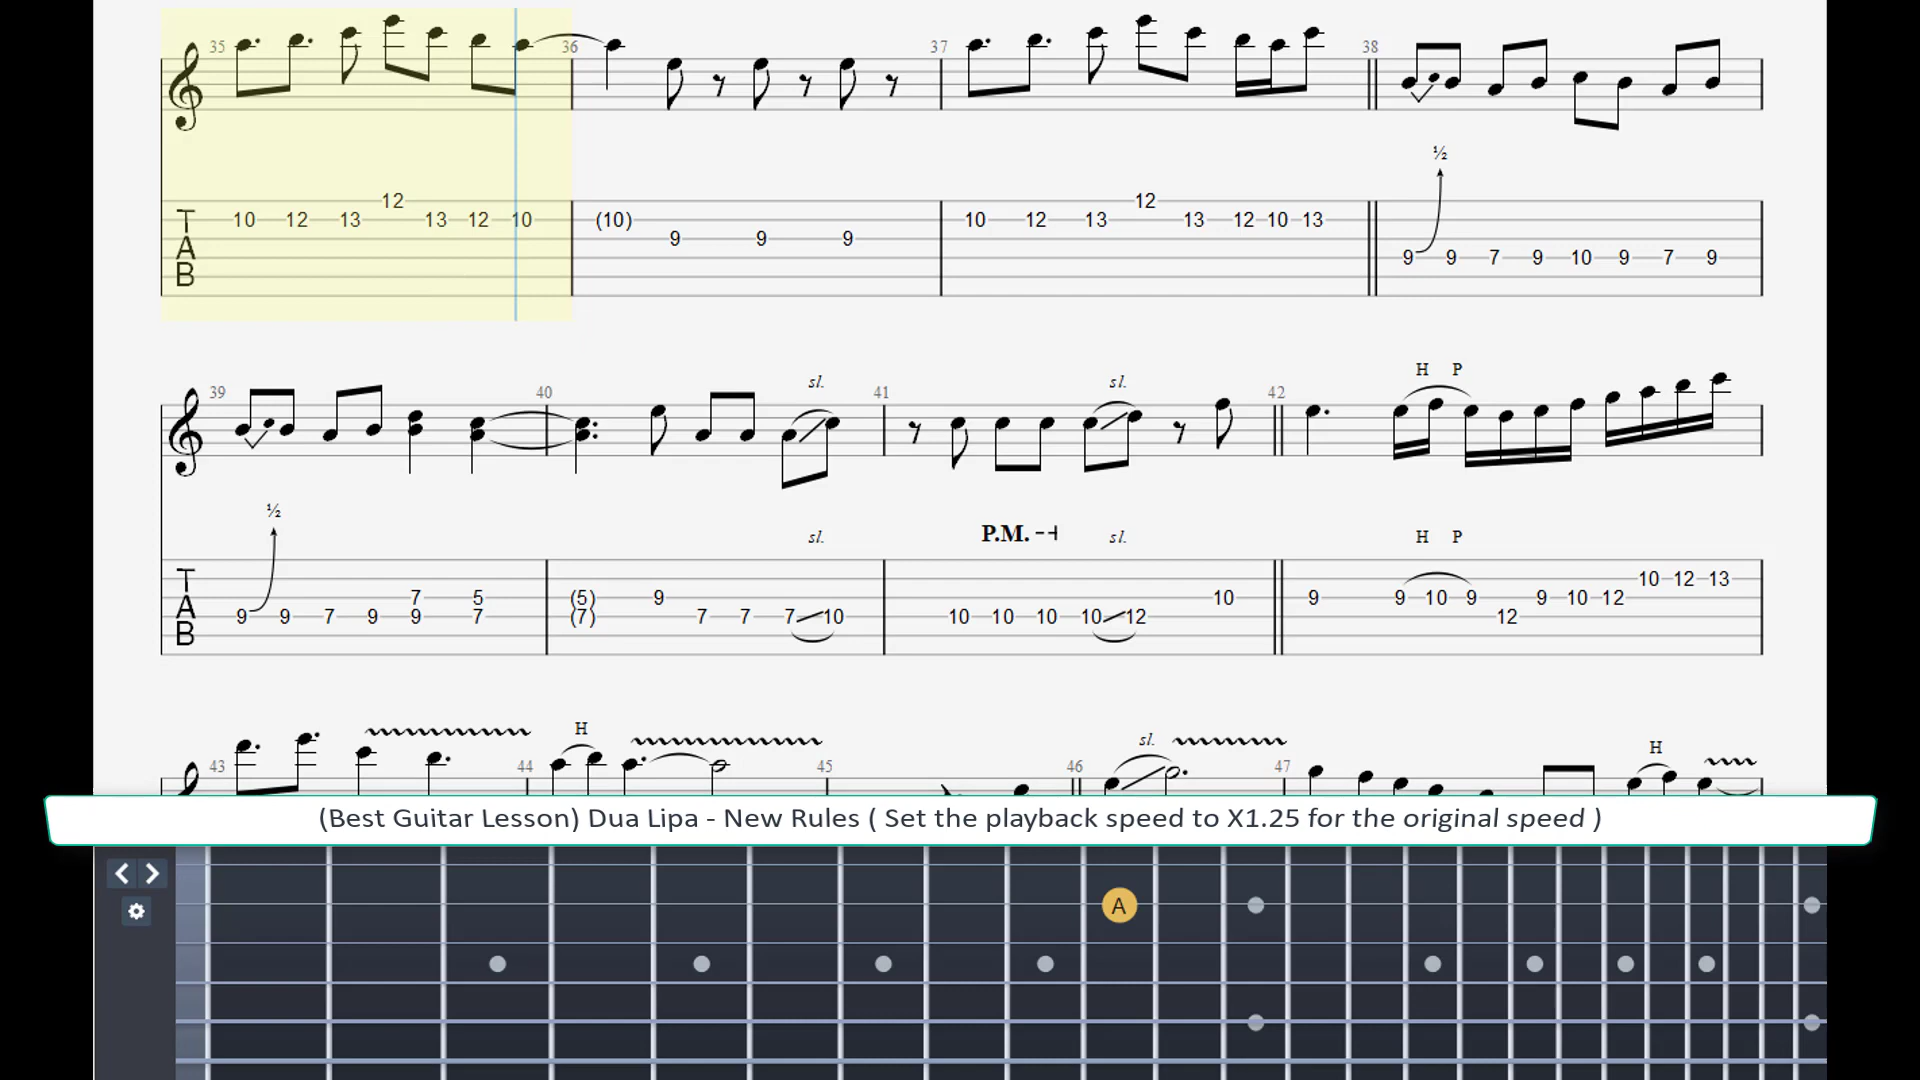 35 36 37 38
½
12 12
T 10 12 13 13 12 10 (10) 10 12 13 13 12 10 13
A 9 9 9
B 9 9 7 9 10 9 7 9
39 40 41 42
sl. sl. H P
½ P.M. sl. sl. H P
T 10 12 13
A 7 5 (5) 9 10 9 9 10 9 9 10 12
B 9 9 7 9 9 7 (7) 7 7 7 10 10 10 10 10 12 12
H sl. H
43 44 45 46 47
(Best Guitar Lesson) Dua Lipa - New Rules ( Set the playback speed to X1.25 for the original speed )
A